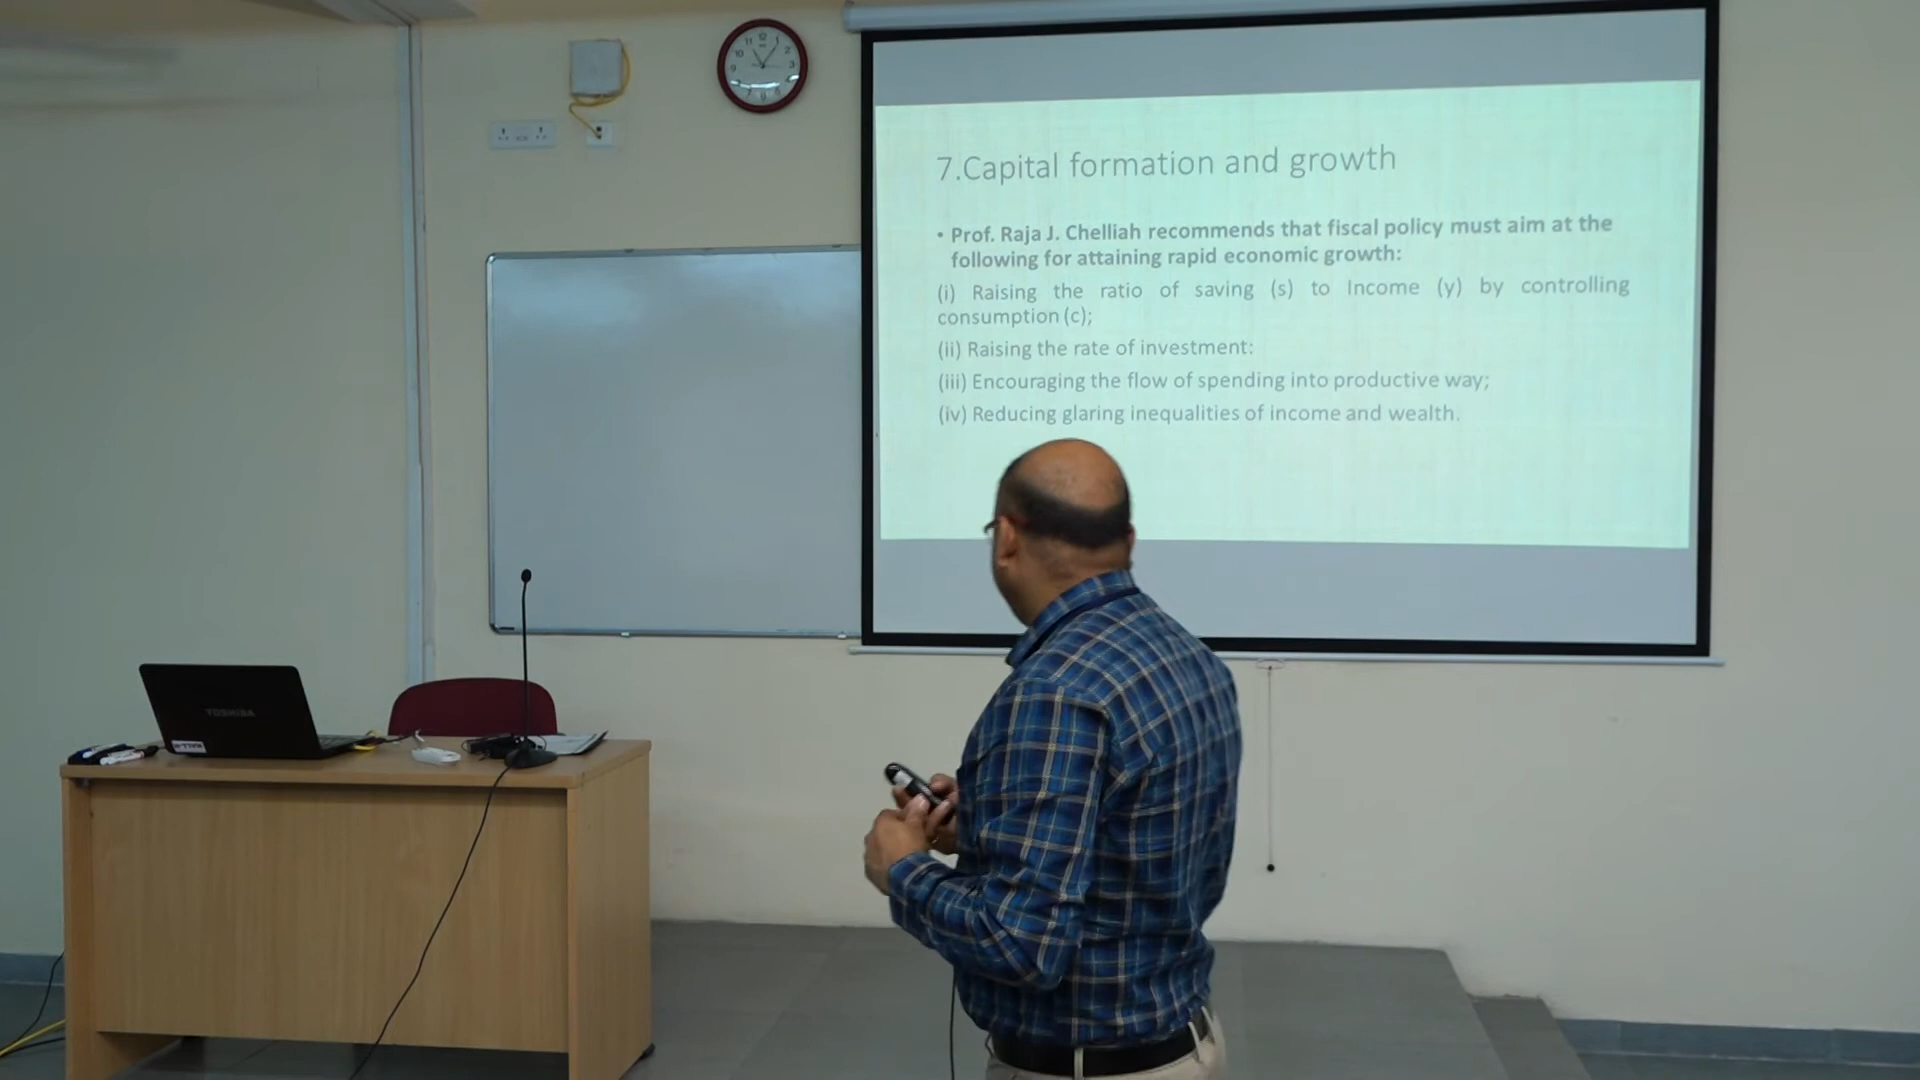 7.Capital formation and growth
• Prof. Raja J. Chelliah recommends that fiscal policy must aim at the
following for attaining rapid economic growth:
(i) Raising the ratio of saving (s) to Income (y) by controlling
consumption (c);
(ii) Raising the rate of investment:
(iii) Encouraging the flow of spending into productive way;
(iv) Reducing glaring inequalities of income and wealth.
TOSHIBA